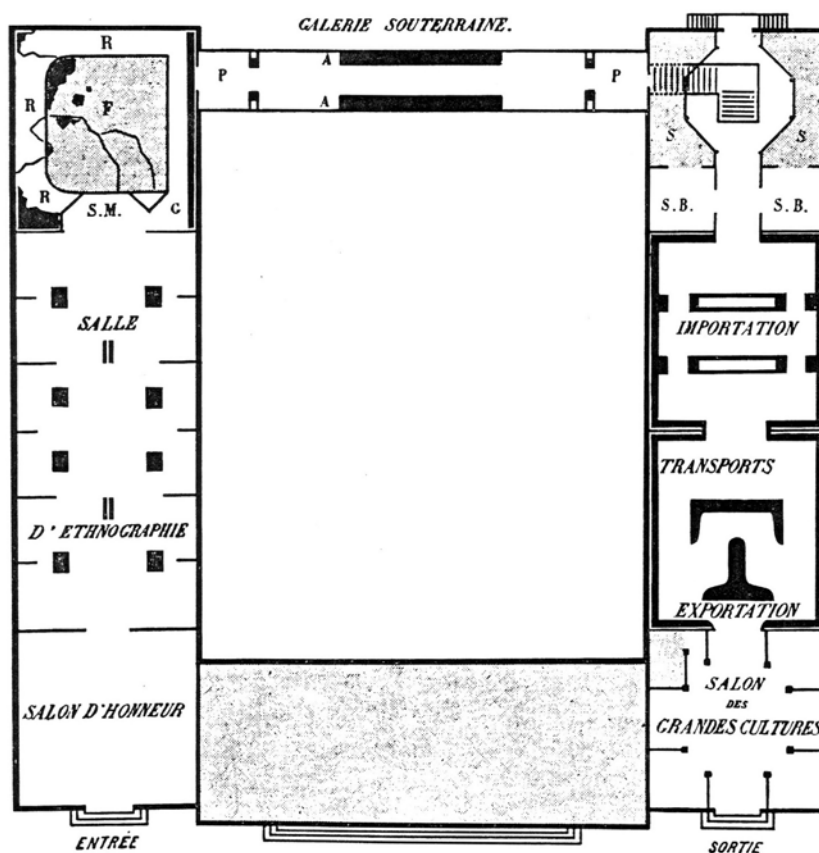 GALERIE SOUTERRAINE.
R
P
A
P
R
F
A
S
S
R
S.M.
G
S.B.
S.B.
SALLE
IMPORTATION
TRANSPORTS
D'ETHNOGRAPHIE
EXPORTATION
SALON D'HONNEUR
SALON
DES
GRANDES CULTURES
ENTRÉE
SORTIE